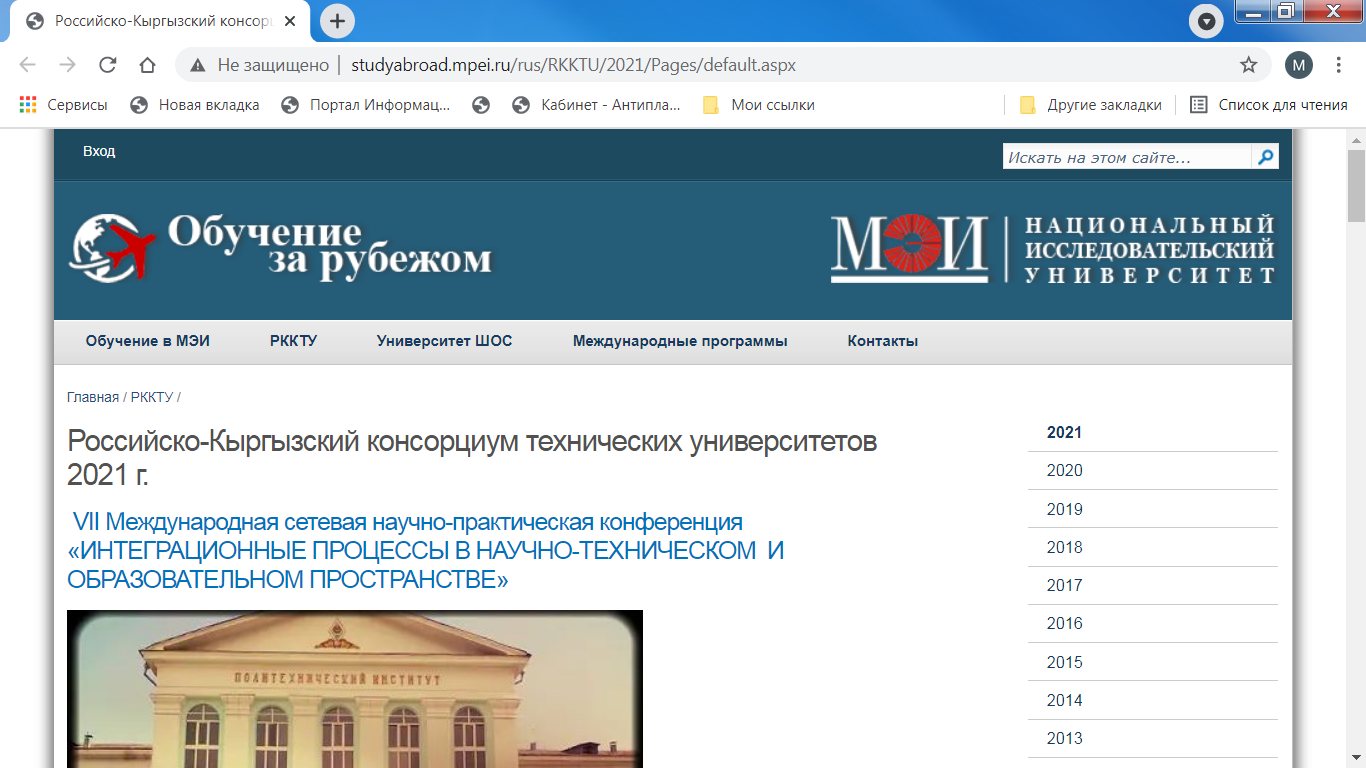 Российско-Кыргызский консорц
Не защищено | studyabroad.mpei.ru/rus/RKKTU/2021/Pages/default.aspx
М
Сервисы
Новая вкладка
Портал Информац...
Кабинет - Антипла...
Мои ссылки
Другие закладки
Список для чтения
Вход
Искать на этом сайте...
Обучение
за рубежом
МЭИ
НАЦИОНАЛЬНЫЙ
ИССЛЕДОВАТЕЛЬСКИЙ
УНИВЕРСИТЕТ
Обучение в МЭИ
РККТУ
Университет ШОС
Международные программы
Контакты
Главная / РККТУ /
Российско-Кыргызский консорциум технических университетов
2021 г.
VII Международная сетевая научно-практическая конференция
«ИНТЕГРАЦИОННЫЕ ПРОЦЕССЫ В НАУЧНО-ТЕХНИЧЕСКОМ И
ОБРАЗОВАТЕЛЬНОМ ПРОСТРАНСТВЕ»
ПОЛИТЕХНИЧЕСКИЙ ИНСТИТУТ
2021
2020
2019
2018
2017
2016
2015
2014
2013